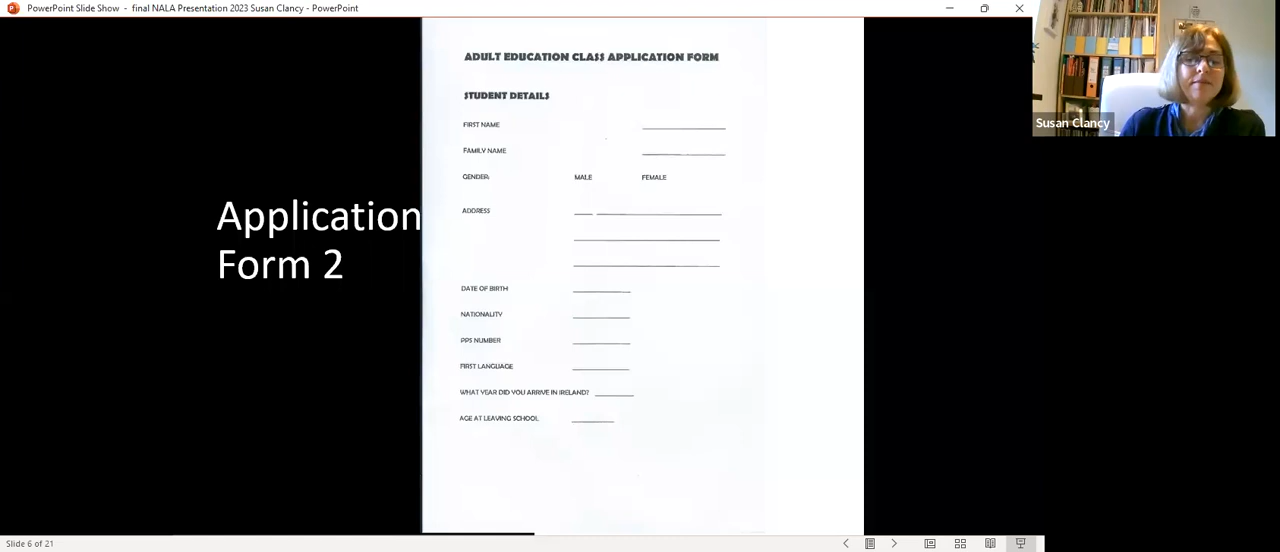 PowerPoint Slide Show - final NALA Presentation 2023 Susan Clancy - PowerPoint
Susan Clancy
Application
Form 2
ADULT EDUCATION CLASS APPLICATION FORM
STUDENT DETAILS
FIRST NAME
FAMILY NAME
GENDER: MALE FEMALE
ADDRESS
DATE OF BIRTH
NATIONALITY
PPS NUMBER
FIRST LANGUAGE
WHAT YEAR DID YOU ARRIVE IN IRELAND?
AGE AT LEAVING SCHOOL
Slide 6 of 21